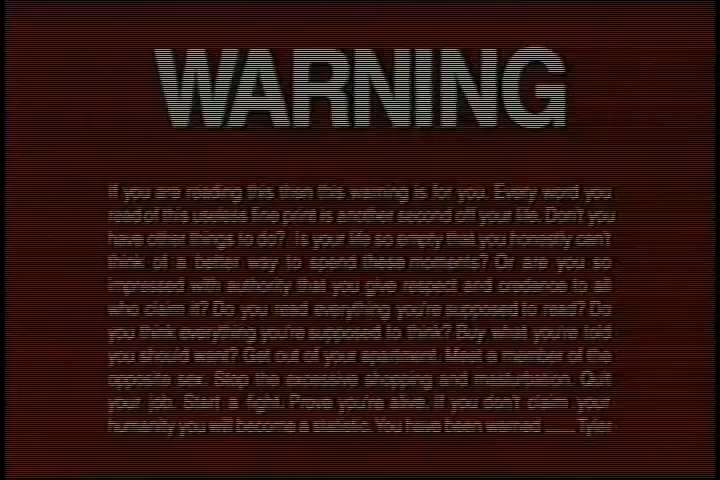 WARNING
If you are reading this then this warning is for you. Every word you
read of this useless fine print is another second off your life. Don't you
have other things to do? Is your life so empty that you honestly can't
think of a better way to spend these moments? Or are you so
impressed with authority that you give respect and credence to all
who claim it? Do you read everything you're supposed to read? Do
you think everything you're supposed to think? Buy what you're told
you should want? Get out of your apartment. Meet a member of the
opposite sex. Stop the excessive shopping and masturbation. Quit
your job. Start a fight. Prove you're alive. If you don't claim your
humanity you will become a statistic. You have been warned ......Tyler